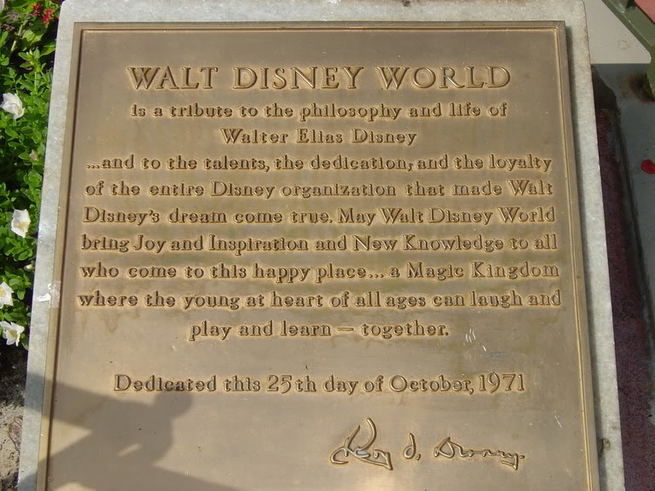 WALT DISNEY WORLD
is a tribute to the philosophy and life of
Walter Elias Disney
...and to the talents, the dedication, and the loyalty
of the entire Disney organization that made Walt
Disney's dream come true. May Walt Disney World
bring Joy and Inspiration and New Knowledge to all
who come to this happy place... a Magic Kingdom
where the young at heart of all ages can laugh and
play and learn — together.
Dedicated this 25th day of October, 1971
Roy O. Disney